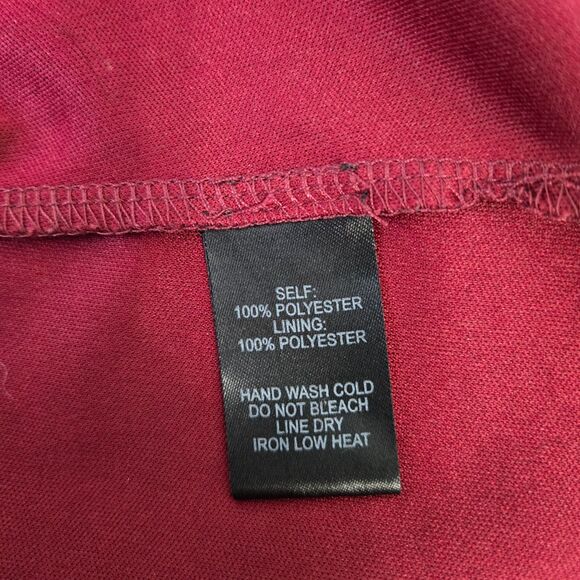 SELF:
100% POLYESTER
LINING:
100% POLYESTER
HAND WASH COLD
DO NOT BLEACH
LINE DRY
IRON LOW HEAT